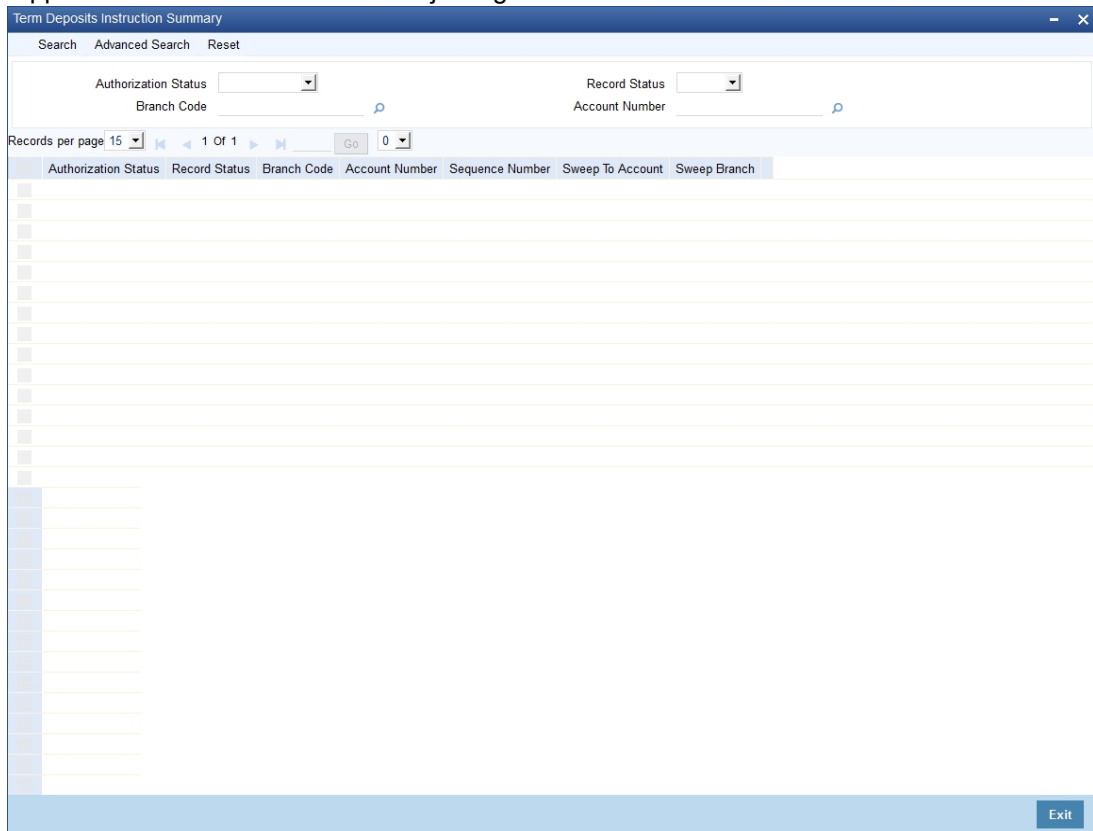 Term Deposits Instruction Summary
Search Advanced Search Reset
Authorization Status Record Status
Branch Code Account Number
Records per page 15 1 Of 1 Go 0
Authorization Status Record Status Branch Code Account Number Sequence Number Sweep To Account Sweep Branch
Exit